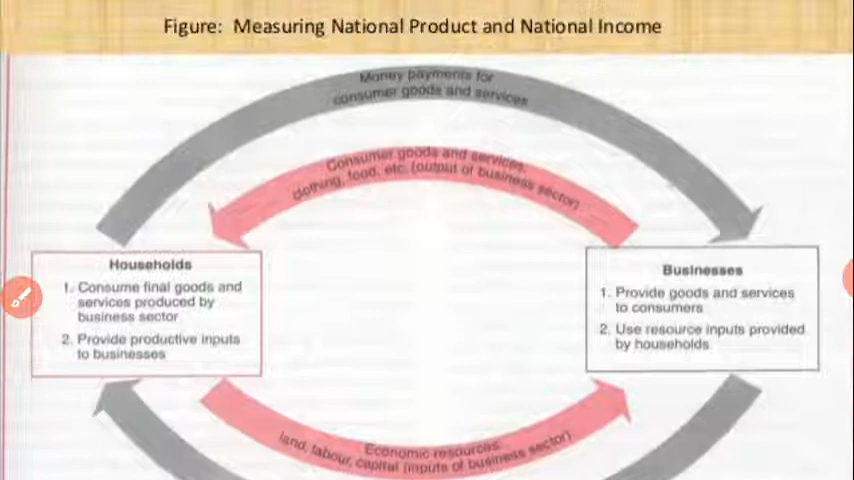 Figure: Measuring National Product and National Income
Money payments for
consumer goods and services
Consumer goods and services,
clothing, food, etc. (output of business sector)
Households
1. Consume final goods and
services produced by
business sector
2. Provide productive inputs
to businesses
Businesses
1. Provide goods and services
to consumers
2. Use resource inputs provided
by households
Economic resources:
land, labour, capital (inputs of business sector)